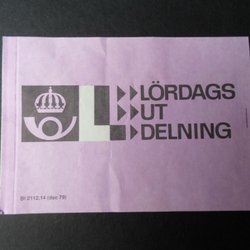 L LÖRDAGS
UT
DELNING
Bl 2112.14 (dec 79)